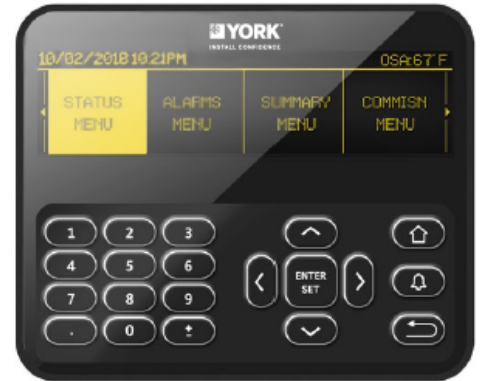 YORK
INSTALL CONFIDENCE
10/02/2018 10:21PM OSA:67°F
STATUS MENU
ALARMS MENU
SUMMARY MENU
COMMISN MENU
1 2 3
4 5 6
ENTER SET
7 8 9
. 0 ±